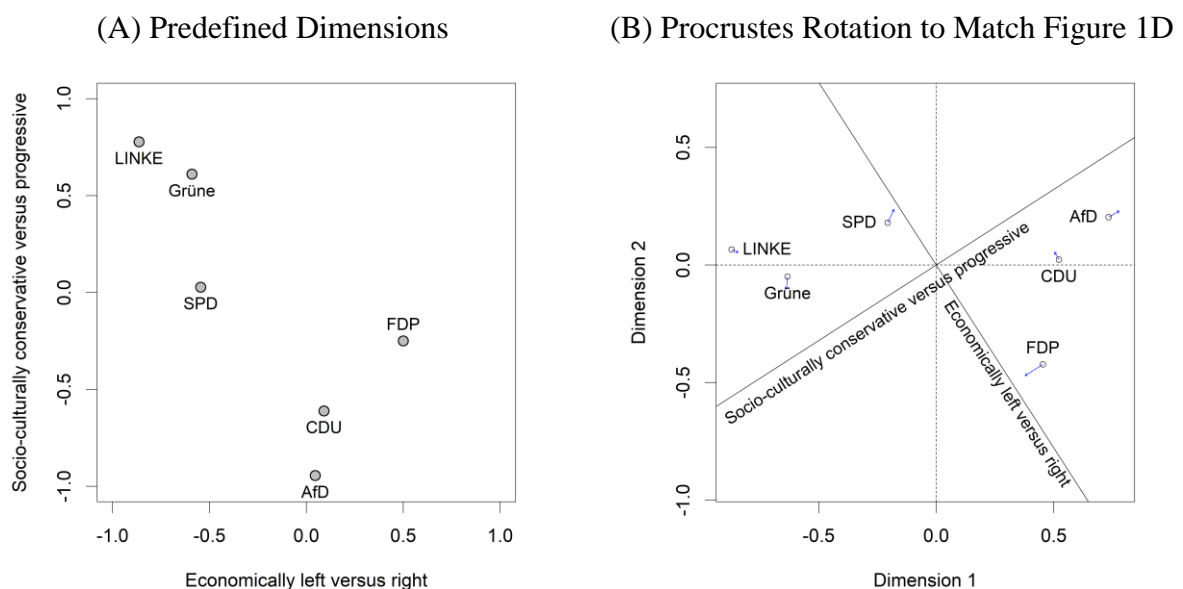 (A) Predefined Dimensions
(B) Procrustes Rotation to Match Figure 1D
Socio-culturally conservative versus progressive
1.0
0.5
0.0
-0.5
-1.0
LINKE
Grüne
SPD
FDP
CDU
AfD
-1.0
-0.5
0.0
0.5
1.0
Economically left versus right
Dimension 2
0.5
0.0
-0.5
-1.0
SPD
AfD
LINKE
CDU
Grüne
FDP
Socio-culturally conservative versus progressive
Economically left versus right
-0.5
0.0
0.5
Dimension 1